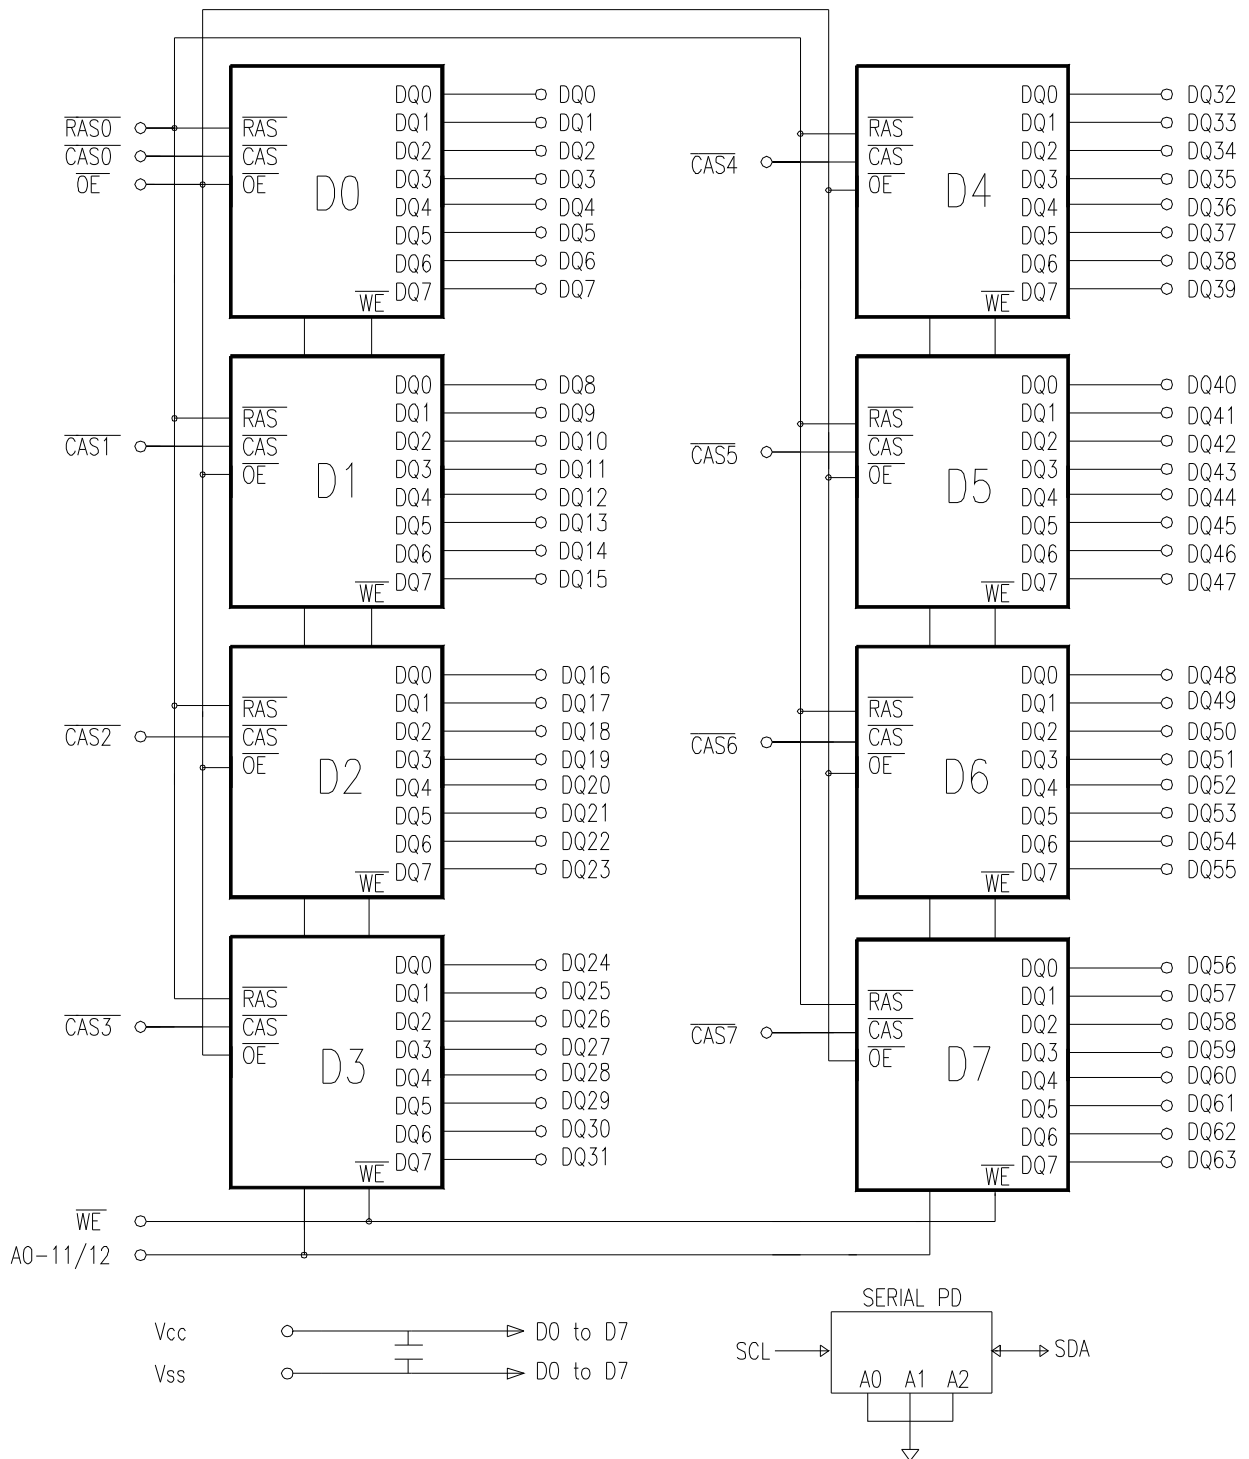 RAS0
CAS0
OE
RAS
CAS
OE
D0
WE
DQ0
DQ1
DQ2
DQ3
DQ4
DQ5
DQ6
DQ7
DQ0
DQ1
DQ2
DQ3
DQ4
DQ5
DQ6
DQ7
CAS1
RAS
CAS
OE
D1
WE
DQ0
DQ1
DQ2
DQ3
DQ4
DQ5
DQ6
DQ7
DQ8
DQ9
DQ10
DQ11
DQ12
DQ13
DQ14
DQ15
CAS2
RAS
CAS
OE
D2
WE
DQ0
DQ1
DQ2
DQ3
DQ4
DQ5
DQ6
DQ7
DQ16
DQ17
DQ18
DQ19
DQ20
DQ21
DQ22
DQ23
CAS3
RAS
CAS
OE
D3
WE
DQ0
DQ1
DQ2
DQ3
DQ4
DQ5
DQ6
DQ7
DQ24
DQ25
DQ26
DQ27
DQ28
DQ29
DQ30
DQ31
CAS4
RAS
CAS
OE
D4
WE
DQ0
DQ1
DQ2
DQ3
DQ4
DQ5
DQ6
DQ7
DQ32
DQ33
DQ34
DQ35
DQ36
DQ37
DQ38
DQ39
CAS5
RAS
CAS
OE
D5
WE
DQ0
DQ1
DQ2
DQ3
DQ4
DQ5
DQ6
DQ7
DQ40
DQ41
DQ42
DQ43
DQ44
DQ45
DQ46
DQ47
CAS6
RAS
CAS
OE
D6
WE
DQ0
DQ1
DQ2
DQ3
DQ4
DQ5
DQ6
DQ7
DQ48
DQ49
DQ50
DQ51
DQ52
DQ53
DQ54
DQ55
CAS7
RAS
CAS
OE
D7
WE
DQ0
DQ1
DQ2
DQ3
DQ4
DQ5
DQ6
DQ7
DQ56
DQ57
DQ58
DQ59
DQ60
DQ61
DQ62
DQ63
WE
A0-11/12
Vcc
D0 to D7
Vss
D0 to D7
SERIAL PD
SCL
SDA
A0 A1 A2